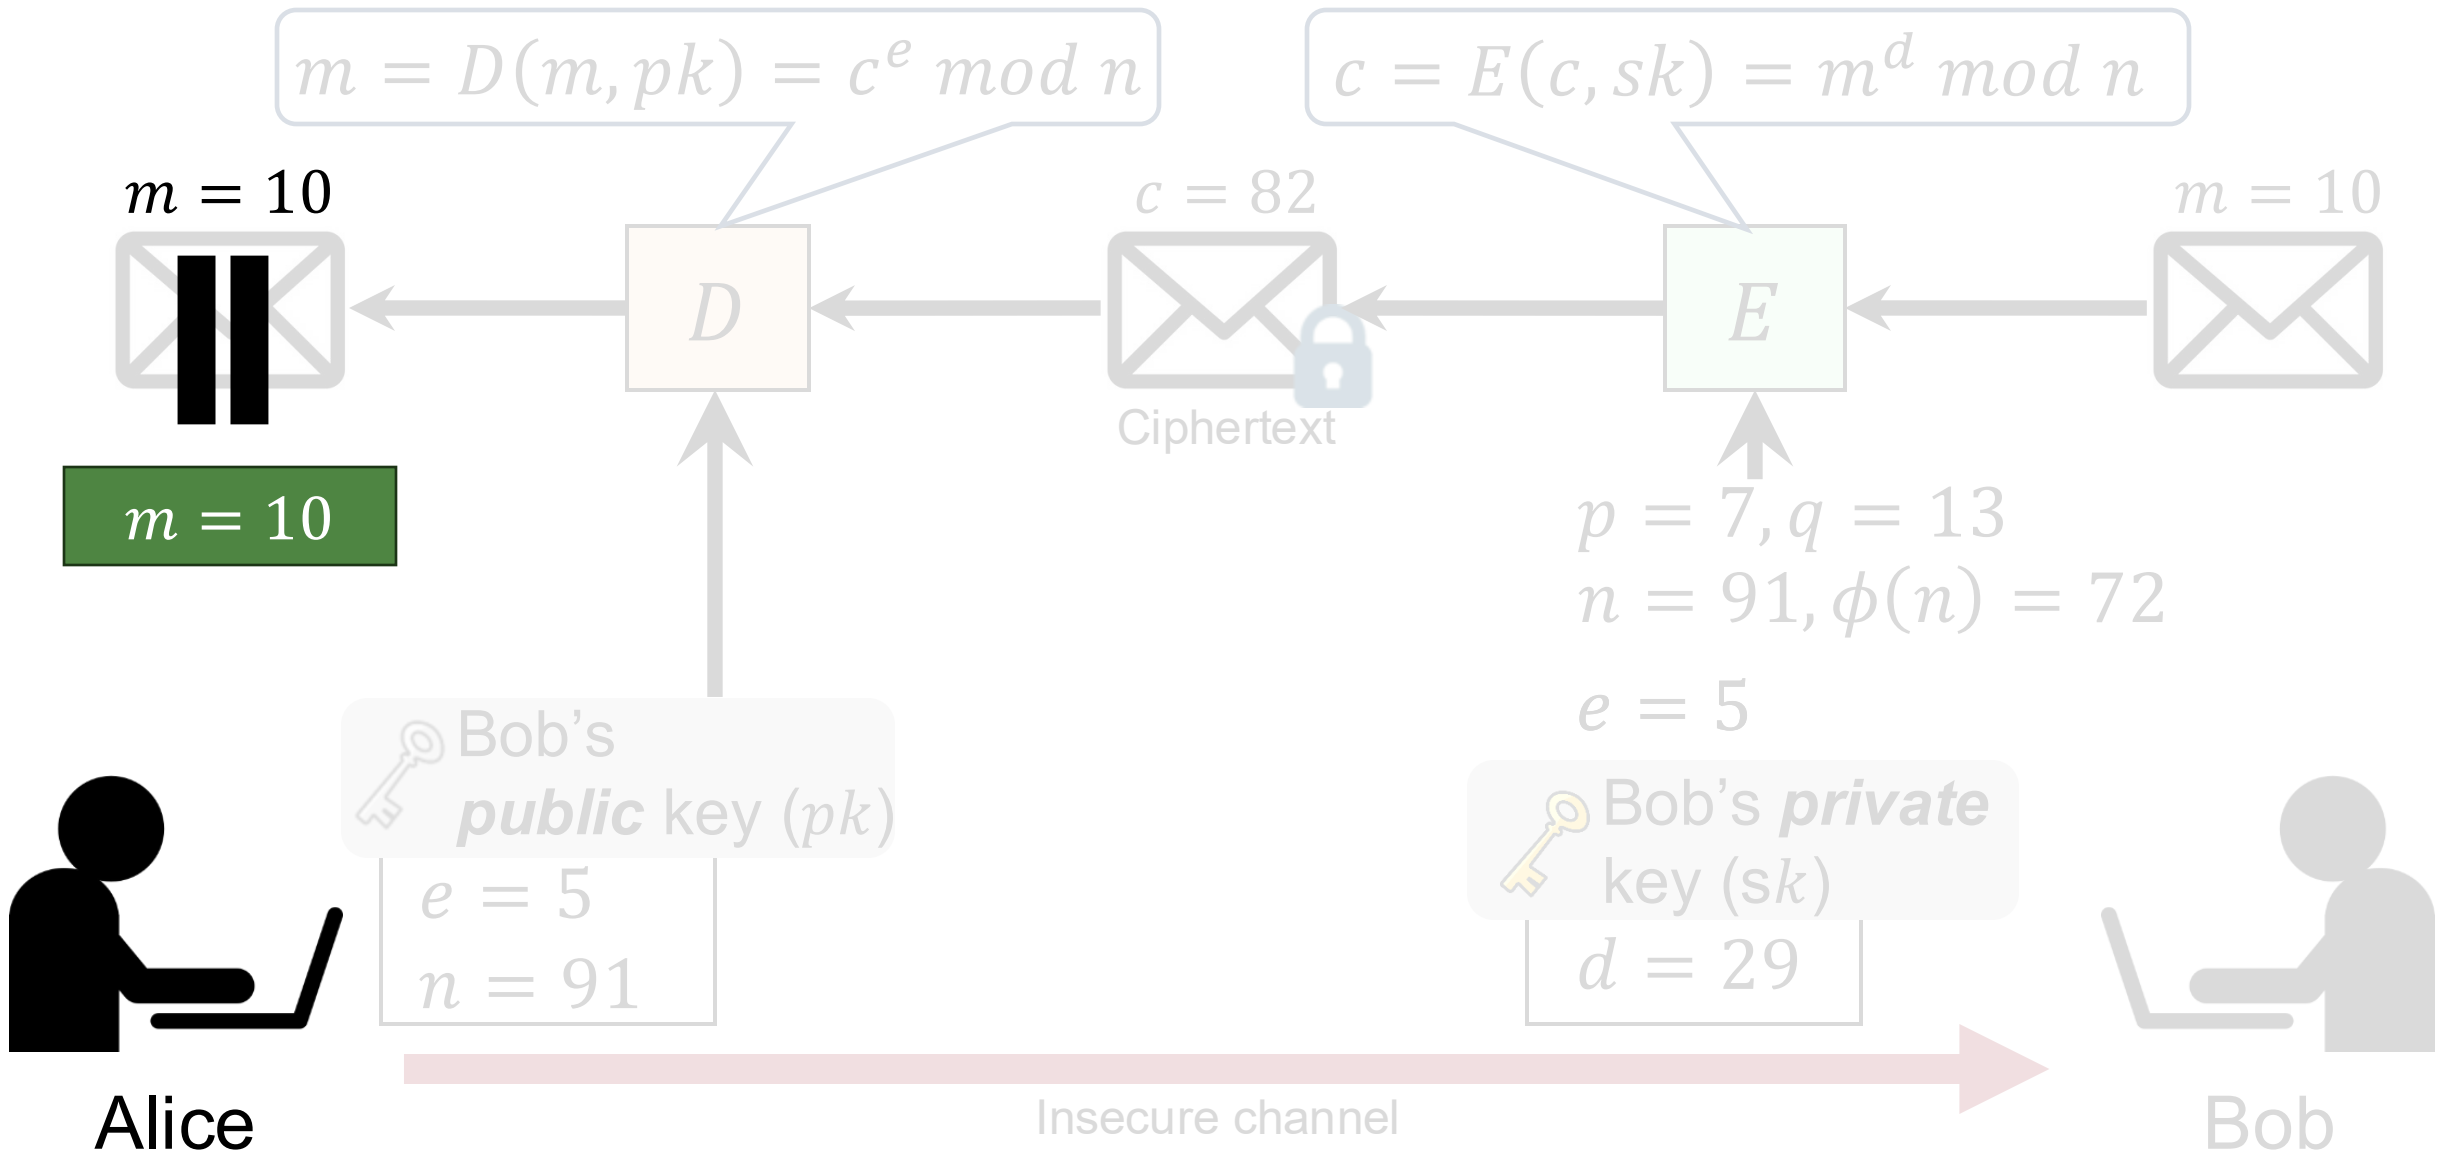 m = D(m, pk) = c^e mod n
c = E(c, sk) = m^d mod n
m = 10
c = 82
m = 10
D
E
Ciphertext
m = 10
p = 7, q = 13
n = 91, ϕ(n) = 72
e = 5
Bob’s
public key (pk)
e = 5
n = 91
Bob’s private
key (sk)
d = 29
Insecure channel
Alice
Bob